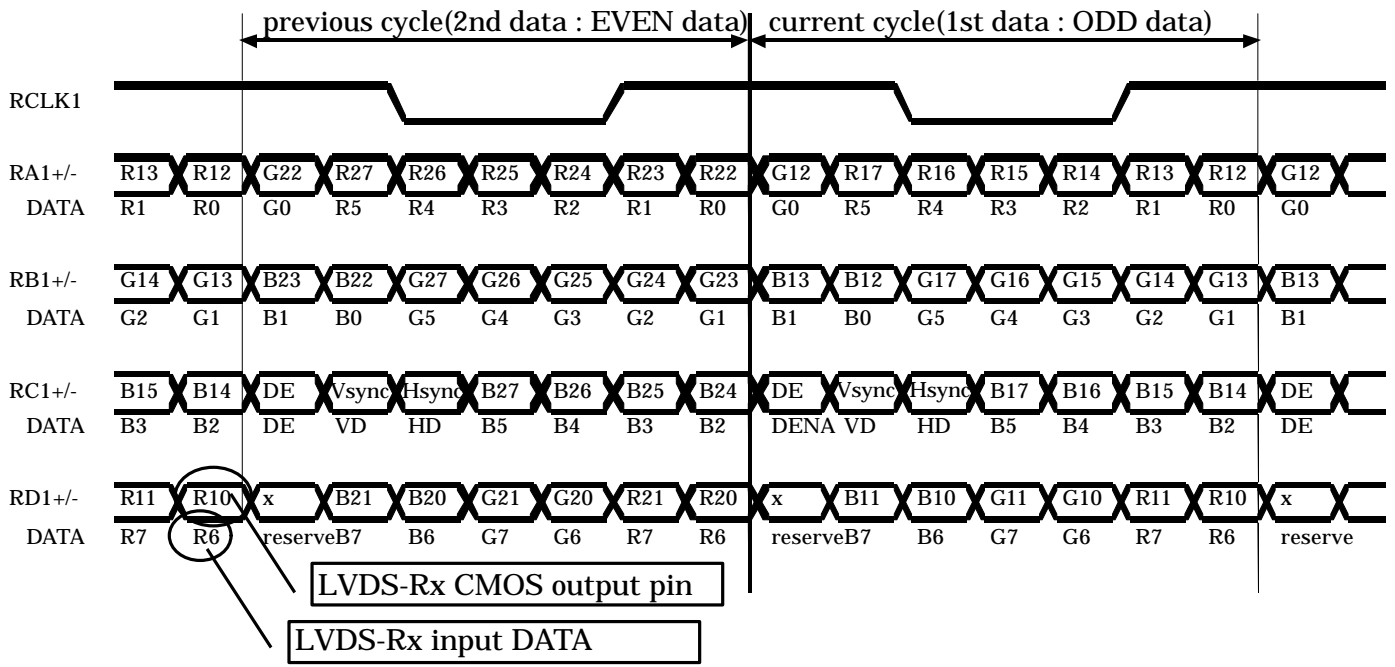 previous cycle(2nd data : EVEN data) current cycle(1st data : ODD data)
RCLK1
RA1+/- R13 R12 G22 R27 R26 R25 R24 R23 R22 G12 R17 R16 R15 R14 R13 R12 G12
DATA R1 R0 G0 R5 R4 R3 R2 R1 R0 G0 R5 R4 R3 R2 R1 R0 G0
RB1+/- G14 G13 B23 B22 G27 G26 G25 G24 G23 B13 B12 G17 G16 G15 G14 G13 B13
DATA G2 G1 B1 B0 G5 G4 G3 G2 G1 B1 B0 G5 G4 G3 G2 G1 B1
RC1+/- B15 B14 DE Vsync Hsync B27 B26 B25 B24 DE Vsync Hsync B17 B16 B15 B14 DE
DATA B3 B2 DE VD HD B5 B4 B3 B2 DENA VD HD B5 B4 B3 B2 DE
RD1+/- R11 R10 x B21 B20 G21 G20 R21 R20 x B11 B10 G11 G10 R11 R10 x
DATA R7 R6 reserve B7 B6 G7 G6 R7 R6 reserve B7 B6 G7 G6 R7 R6 reserve
LVDS-Rx CMOS output pin
LVDS-Rx input DATA